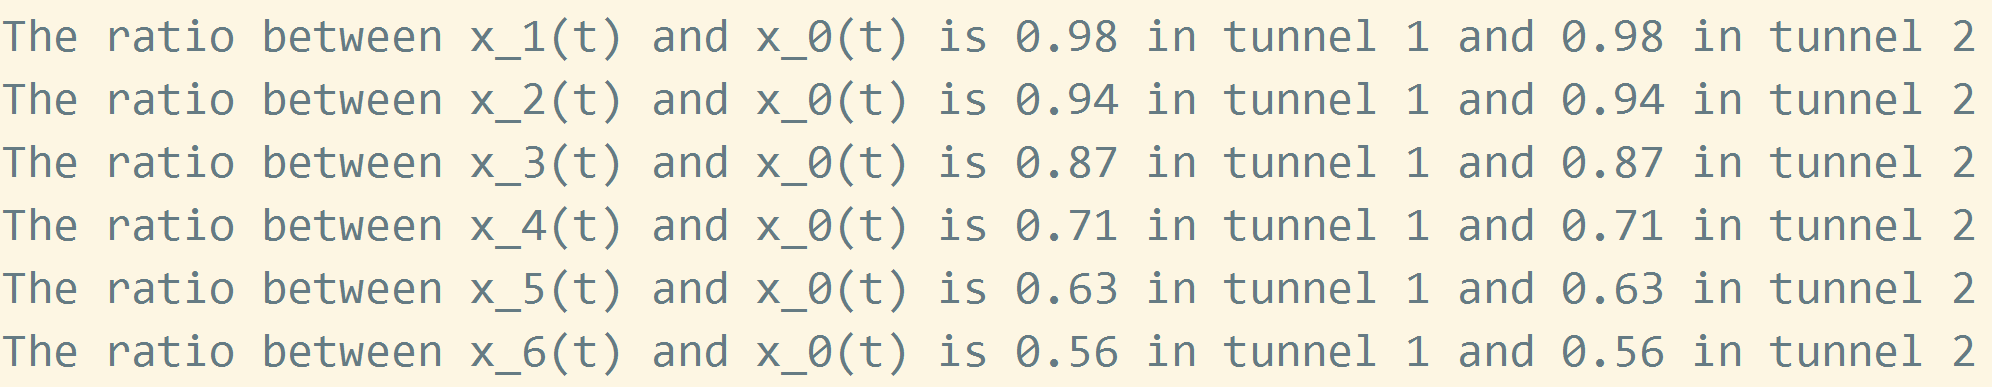 The ratio between x_1(t) and x_0(t) is 0.98 in tunnel 1 and 0.98 in tunnel 2
The ratio between x_2(t) and x_0(t) is 0.94 in tunnel 1 and 0.94 in tunnel 2
The ratio between x_3(t) and x_0(t) is 0.87 in tunnel 1 and 0.87 in tunnel 2
The ratio between x_4(t) and x_0(t) is 0.71 in tunnel 1 and 0.71 in tunnel 2
The ratio between x_5(t) and x_0(t) is 0.63 in tunnel 1 and 0.63 in tunnel 2
The ratio between x_6(t) and x_0(t) is 0.56 in tunnel 1 and 0.56 in tunnel 2